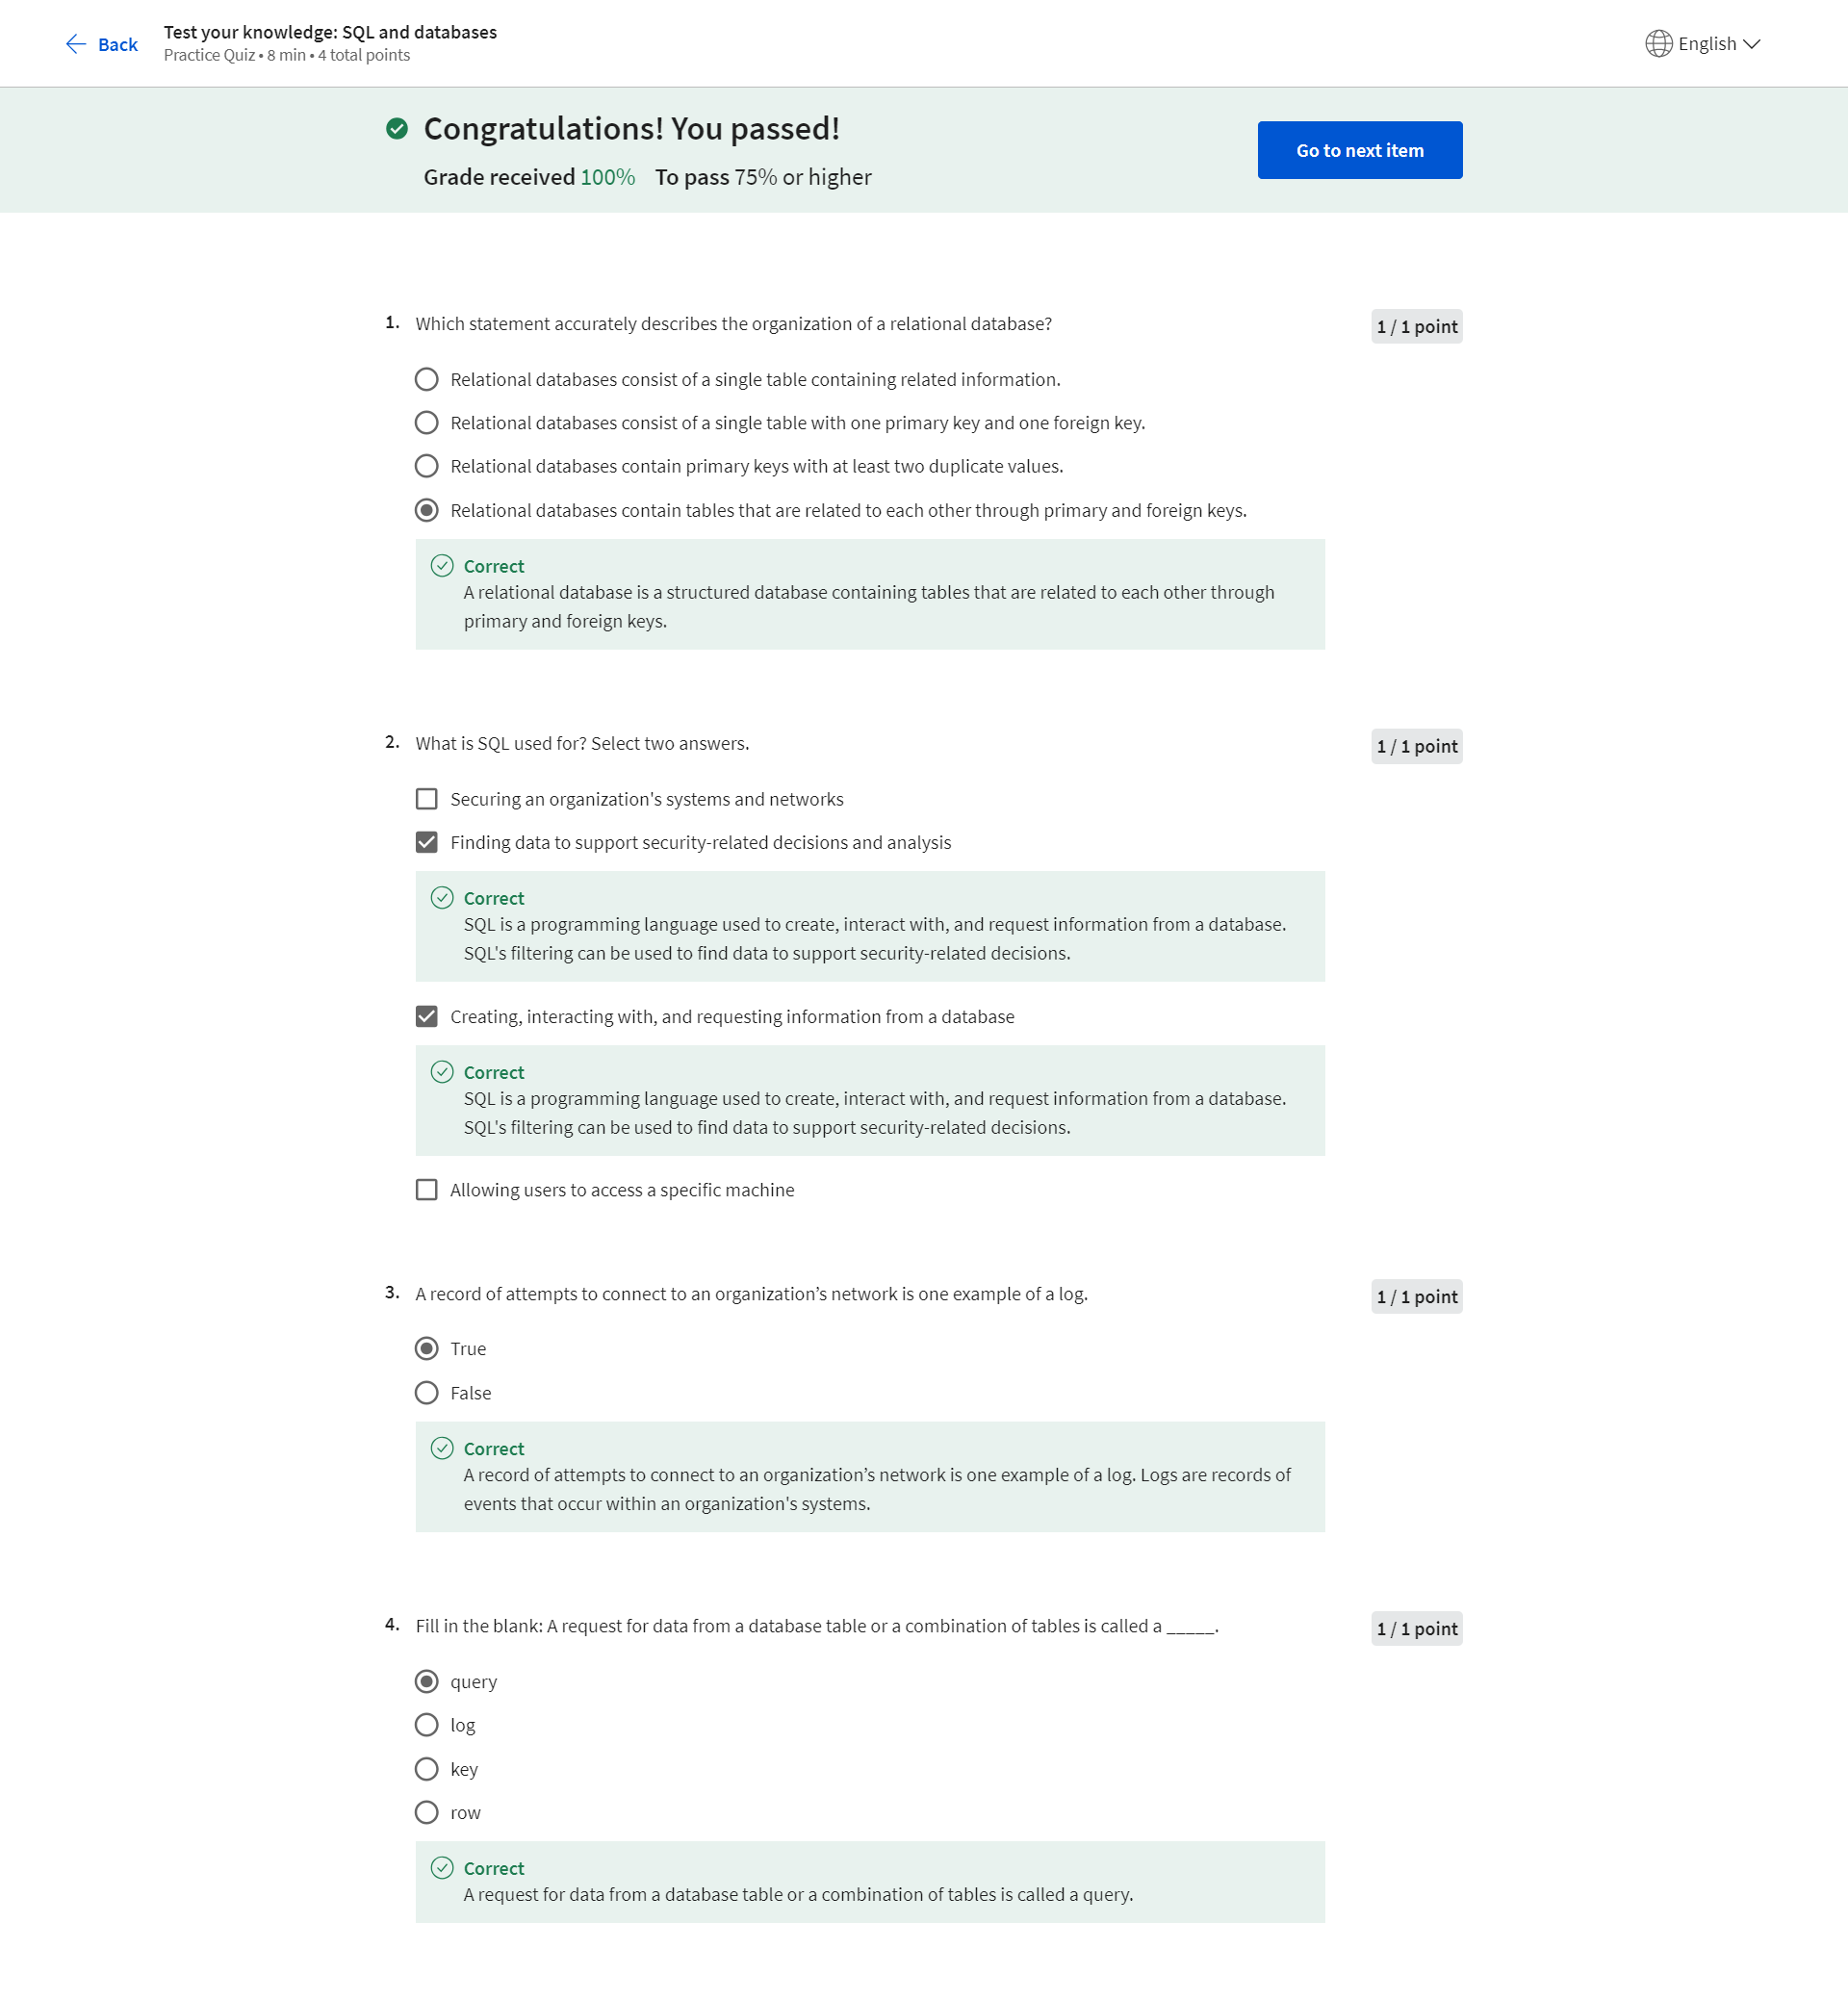 Back
Test your knowledge: SQL and databases
Practice Quiz • 8 min • 4 total points
English
Congratulations! You passed!
Grade received 100% To pass 75% or higher
Go to next item
1. Which statement accurately describes the organization of a relational database?
1 / 1 point
Relational databases consist of a single table containing related information.
Relational databases consist of a single table with one primary key and one foreign key.
Relational databases contain primary keys with at least two duplicate values.
Relational databases contain tables that are related to each other through primary and foreign keys.
Correct
A relational database is a structured database containing tables that are related to each other through
primary and foreign keys.
2. What is SQL used for? Select two answers.
1 / 1 point
Securing an organization's systems and networks
Finding data to support security-related decisions and analysis
Correct
SQL is a programming language used to create, interact with, and request information from a database.
SQL's filtering can be used to find data to support security-related decisions.
Creating, interacting with, and requesting information from a database
Correct
SQL is a programming language used to create, interact with, and request information from a database.
SQL's filtering can be used to find data to support security-related decisions.
Allowing users to access a specific machine
3. A record of attempts to connect to an organization’s network is one example of a log.
1 / 1 point
True
False
Correct
A record of attempts to connect to an organization’s network is one example of a log. Logs are records of
events that occur within an organization's systems.
4. Fill in the blank: A request for data from a database table or a combination of tables is called a _____.
1 / 1 point
query
log
key
row
Correct
A request for data from a database table or a combination of tables is called a query.